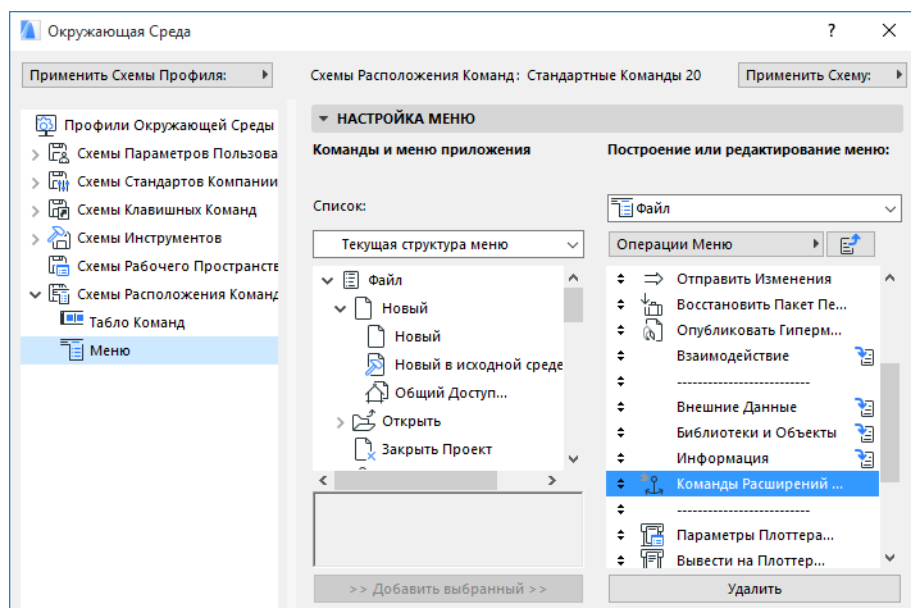 Окружающая Среда
?
Применить Схемы Профиля:
Схемы Расположения Команд: Стандартные Команды 20
Применить Схему:
Профили Окружающей Среды
Схемы Параметров Пользова
Схемы Стандартов Компании
Схемы Клавишных Команд
Схемы Инструментов
Схемы Рабочего Пространств
Схемы Расположения Команд
Табло Команд
Меню
НАСТРОЙКА МЕНЮ
Команды и меню приложения
Список:
Текущая структура меню
Файл
Новый
Новый
Новый в исходной среде
Общий Доступ...
Открыть
Закрыть Проект
>> Добавить выбранный >>
Построение или редактирование меню:
Файл
Операции Меню
Отправить Изменения
Восстановить Пакет Пе...
Опубликовать Гиперм...
Взаимодействие
--------------------------
Внешние Данные
Библиотеки и Объекты
Информация
Команды Расширений ...
--------------------------
Параметры Плоттера...
Вывести на Плоттер...
Удалить